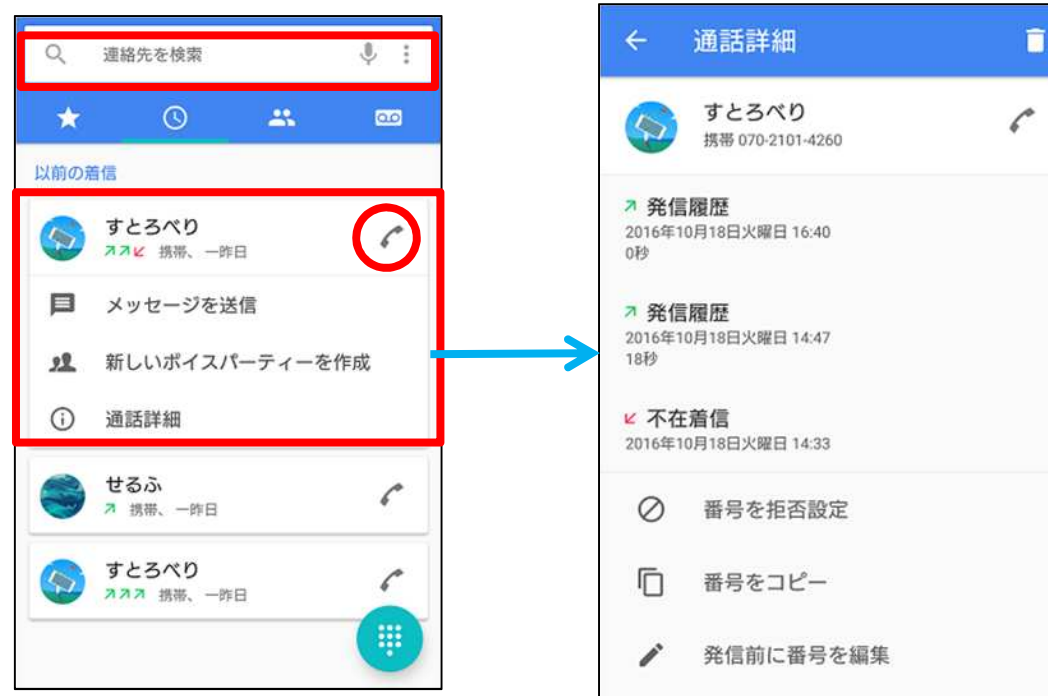 連絡先を検索
以前の着信
すとろべり
携帯、一昨日
メッセージを送信
新しいボイスパーティーを作成
通話詳細
せるふ
携帯、一昨日
すとろべり
携帯、一昨日
通話詳細
すとろべり
携帯 070-2101-4260
発信履歴
2016年10月18日火曜日 16:40
0秒
発信履歴
2016年10月18日火曜日 14:47
18秒
不在着信
2016年10月18日火曜日 14:33
番号を拒否設定
番号をコピー
発信前に番号を編集